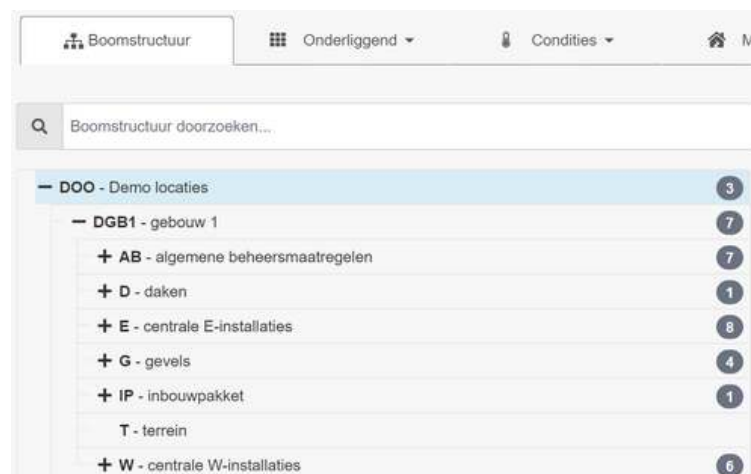 Boomstructuur Onderliggend Condities M
Boomstructuur doorzoeken...
DOO - Demo locaties 3
DGB1 - gebouw 1 7
AB - algemene beheersmaatregelen 7
D - daken 1
E - centrale E-installaties 8
G - gevels 4
IP - inbouwpakket 1
T - terrein
W - centrale W-installaties 6